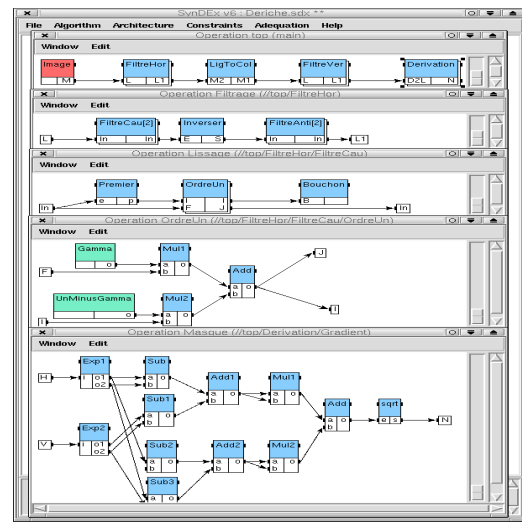 SynDEx v6 : Deriche.sdx **
File Algorithm Architecture Constraints Adequation Help
Operation top (main)
Window Edit
Image FiltreHor LigToCol FiltreVer Derivation
M L L1 M2 M1 L L1 D2L N
Operation Filtrage (//top/FiltreHor)
Window Edit
FiltreCau[2] Inverser FiltreAnti[2]
L In In E S In In L1
Operation Lissage (//top/FiltreHor/FiltreCau)
Window Edit
Premier OrdreUn Bouchon
e p I I B
In F J In
Operation OrdreUn (//top/FiltreHor/FiltreCau/OrdreUn)
Window Edit
Gamma Mul1
o a o J
F b Add
a o
UnMinusGamma Mul2 b
o a o I
I b
Operation Masque (//top/Derivation/Gradient)
Window Edit
Exp1 Sub Add1 Mul1
H i o1 a o a o a o
o2 b b b
Exp2 Sub1 Add sqrt
V i o1 a o a o e s N
o2 b b
Sub2 Add2 Mul2
a o a o a o
b b b
Sub3
a o